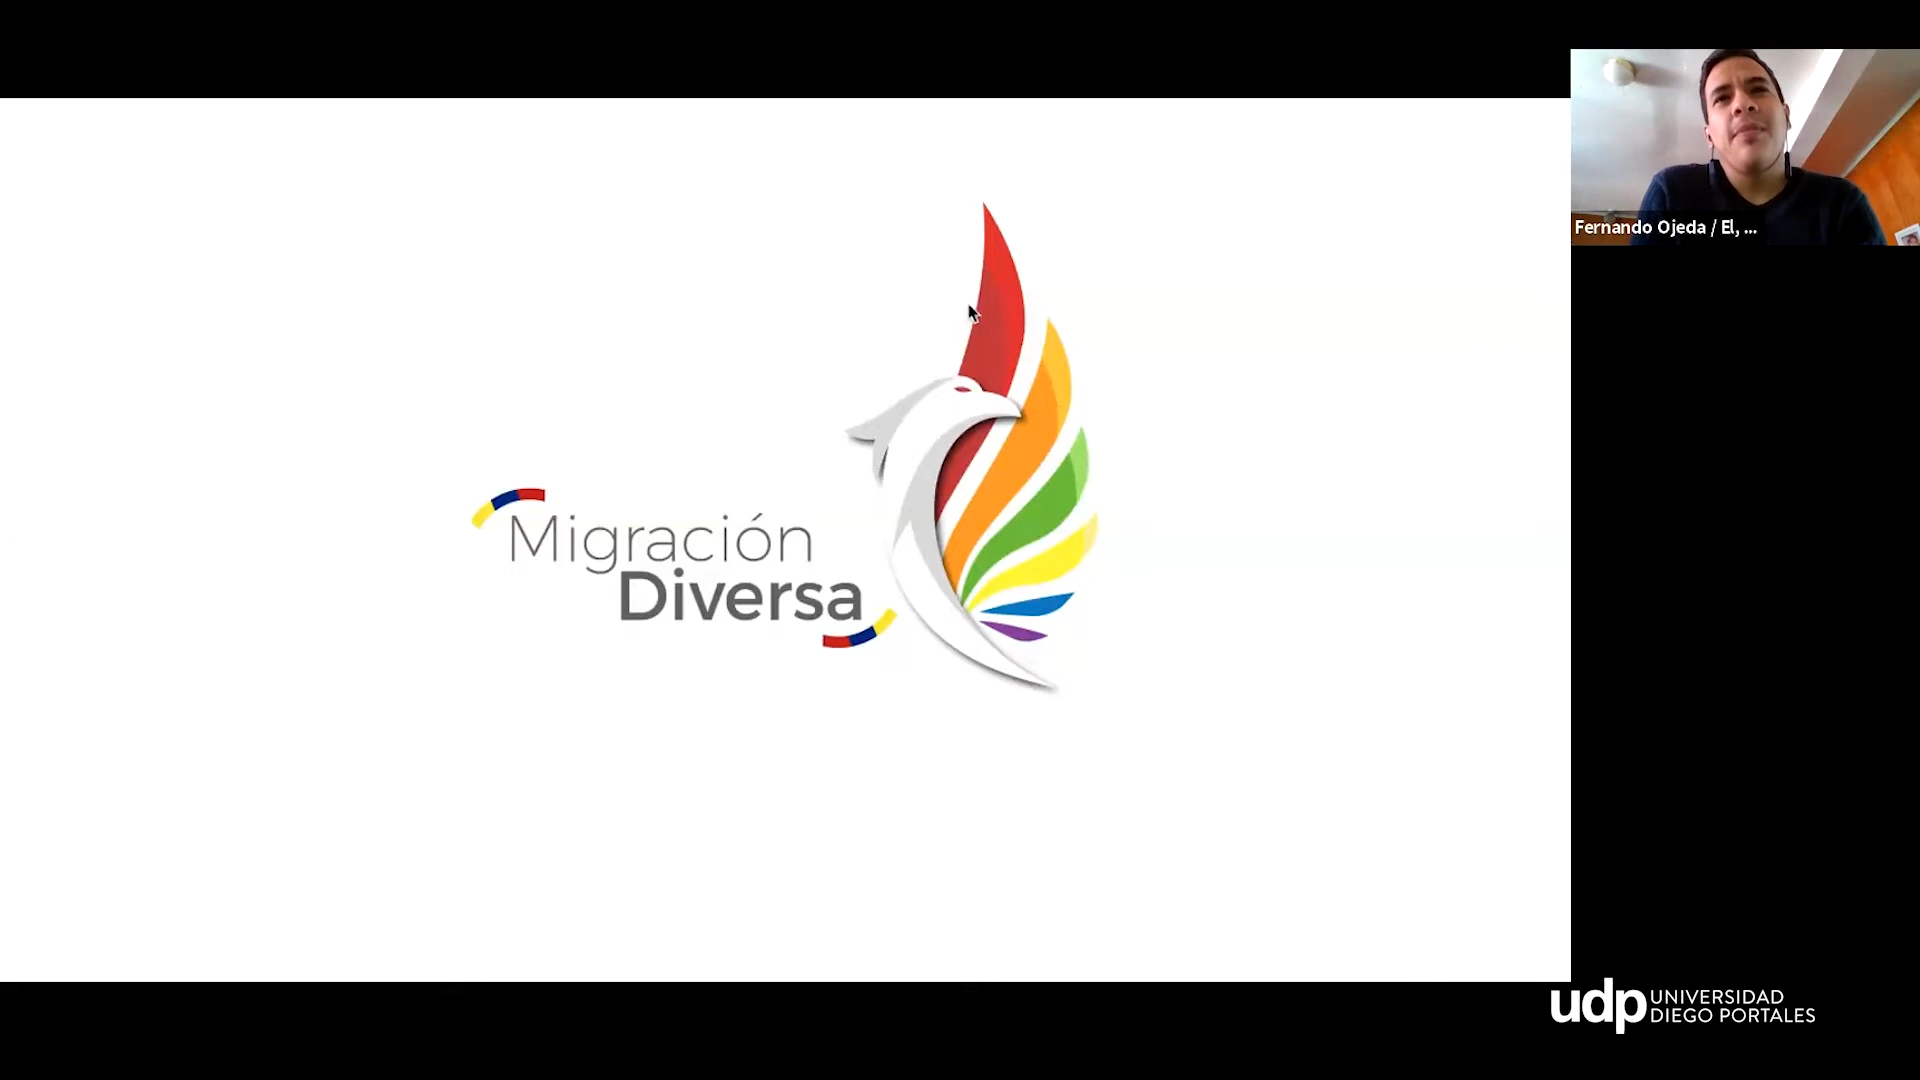 Migración
Diversa
Fernando Ojeda / El, ...
udp UNIVERSIDAD
DIEGO PORTALES